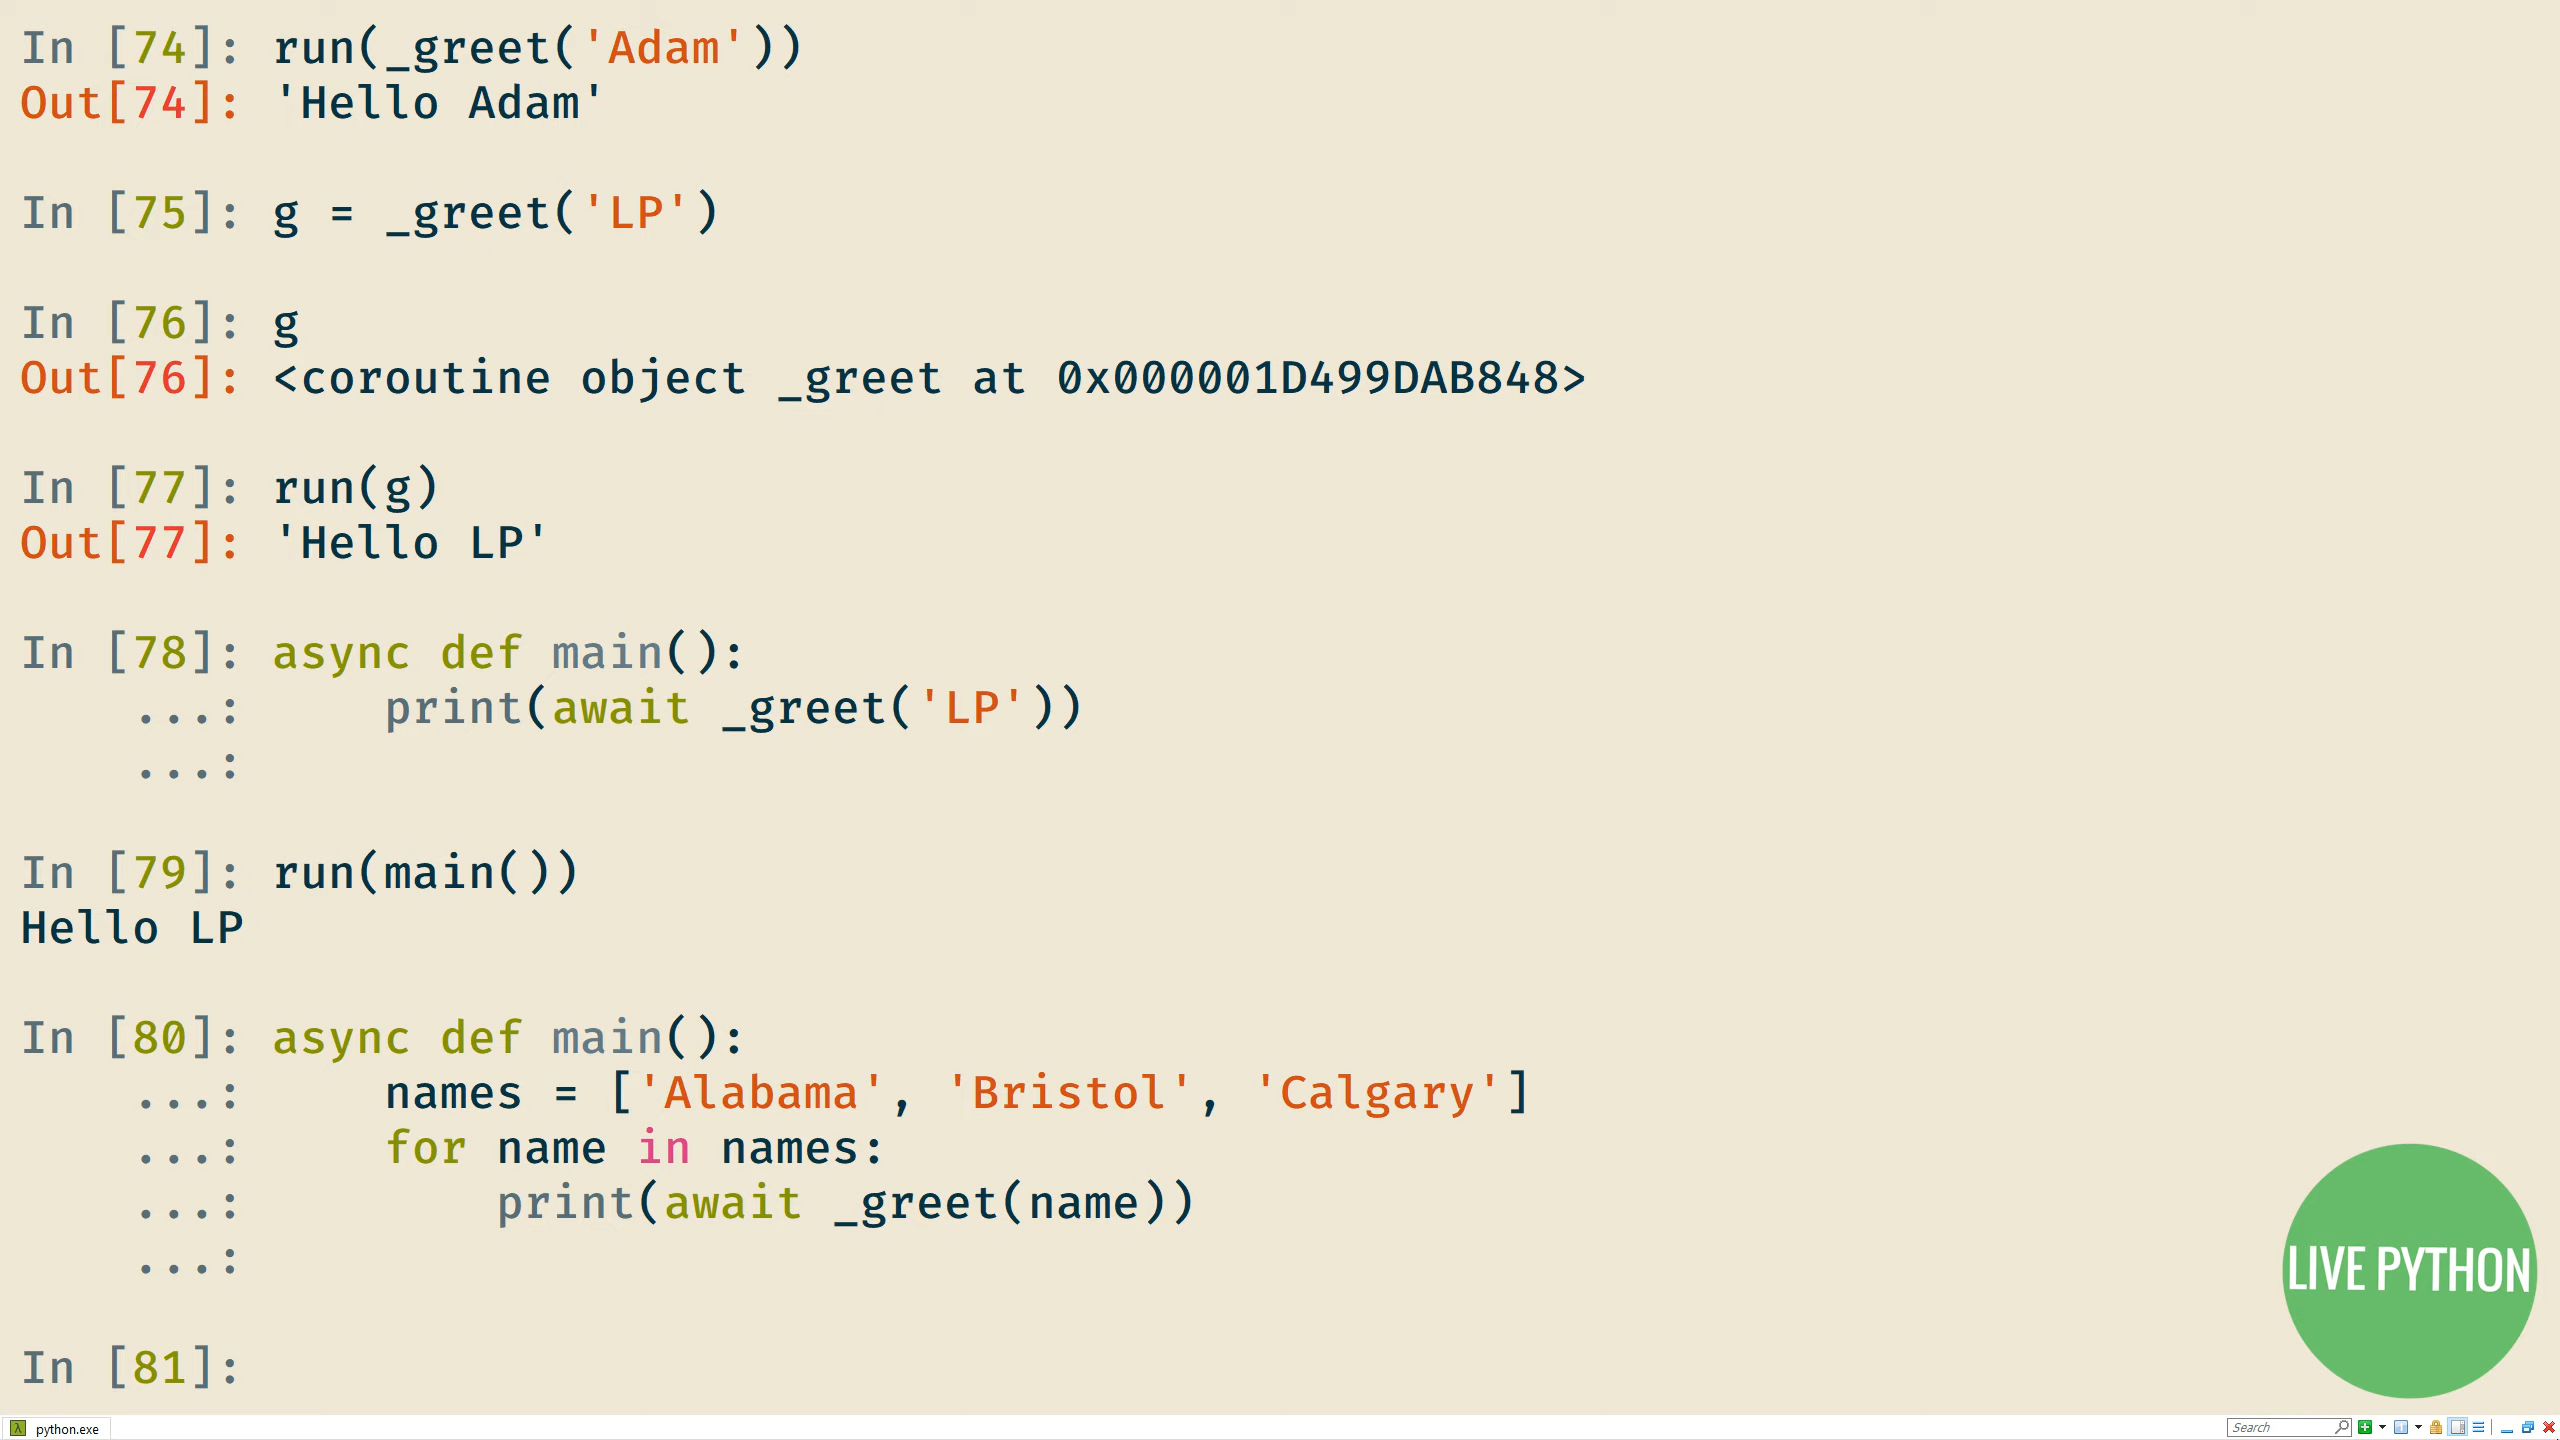 In [74]: run(_greet('Adam'))
Out[74]: 'Hello Adam'
In [75]: g = _greet('LP')
In [76]: g
Out[76]: <coroutine object _greet at 0x000001D499DAB848>
In [77]: run(g)
Out[77]: 'Hello LP'
In [78]: async def main():
    ...:     print(await _greet('LP'))
    ...:
In [79]: run(main())
Hello LP
In [80]: async def main():
    ...:     names = ['Alabama', 'Bristol', 'Calgary']
    ...:     for name in names:
    ...:         print(await _greet(name))
    ...:
In [81]:
LIVE PYTHON
python.exe
Search